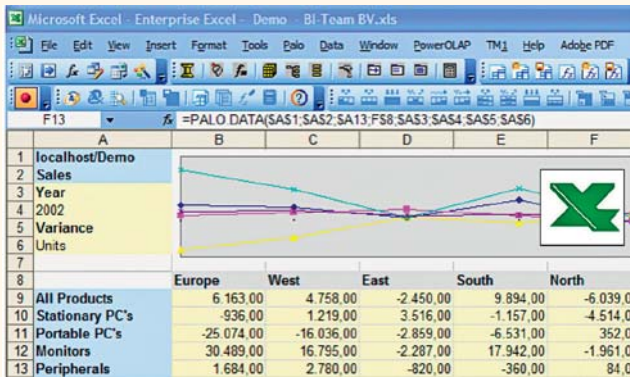 Microsoft Excel - Enterprise Excel - Demo - BI-Team BV.xls
File Edit View Insert Format Tools Palo Data Window PowerOLAP TM1 Help Adobe PDF
F13 fx =PALO.DATA($A$1;$A$2;$A13;F$8;$A$3;$A$4;$A$5;$A$6)
A B C D E F
1 localhost/Demo
2 Sales
3 Year
4 2002
5 Variance
6 Units
7
8 Europe West East South North
9 All Products 6.163,00 4.758,00 -2.450,00 9.894,00 -6.039,0
10 Stationary PC's -936,00 1.219,00 3.516,00 -1.157,00 -4.514,0
11 Portable PC's -25.074,00 -16.036,00 -2.859,00 -6.531,00 352,0
12 Monitors 30.489,00 16.795,00 -2.287,00 17.942,00 -1.961,0
13 Peripherals 1.684,00 2.780,00 -820,00 -360,00 84,0